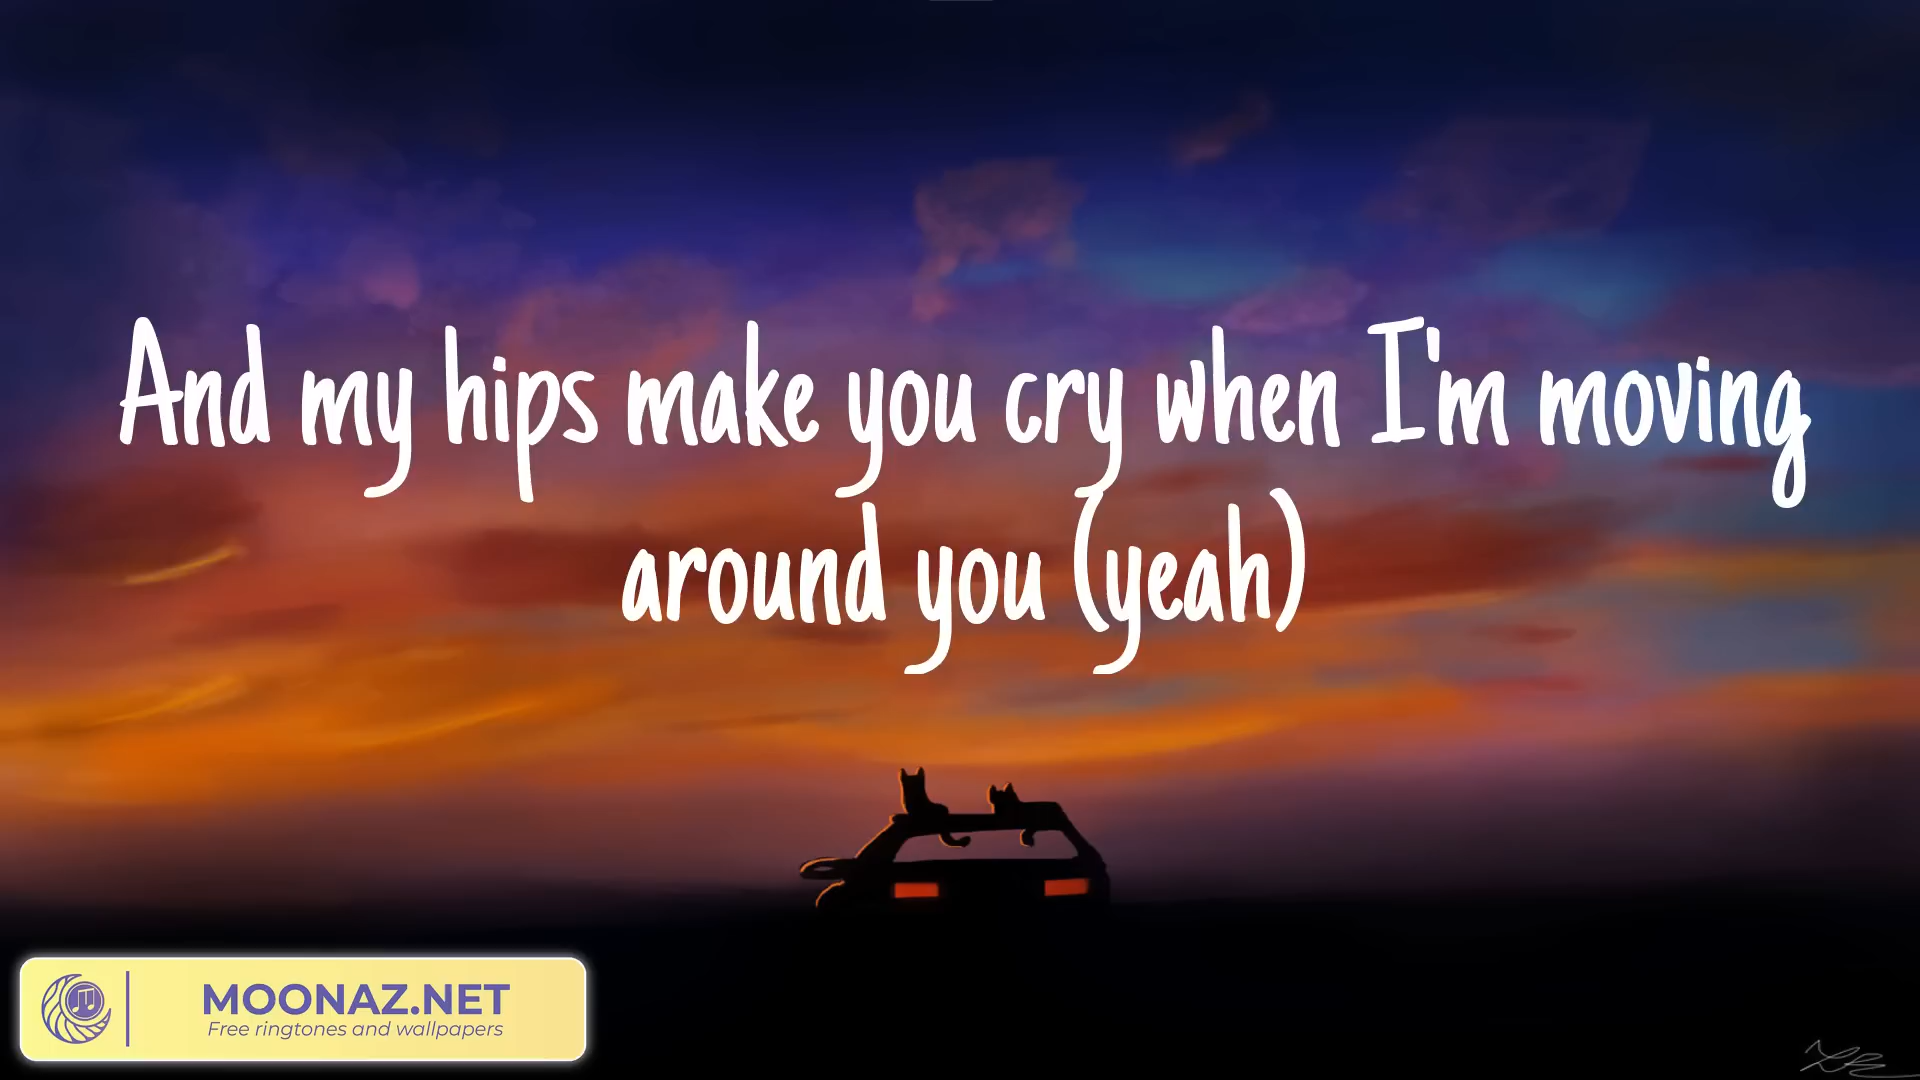 And my hips make you cry when I'm moving
around you (yeah)
MOONAZ.NET
Free ringtones and wallpapers